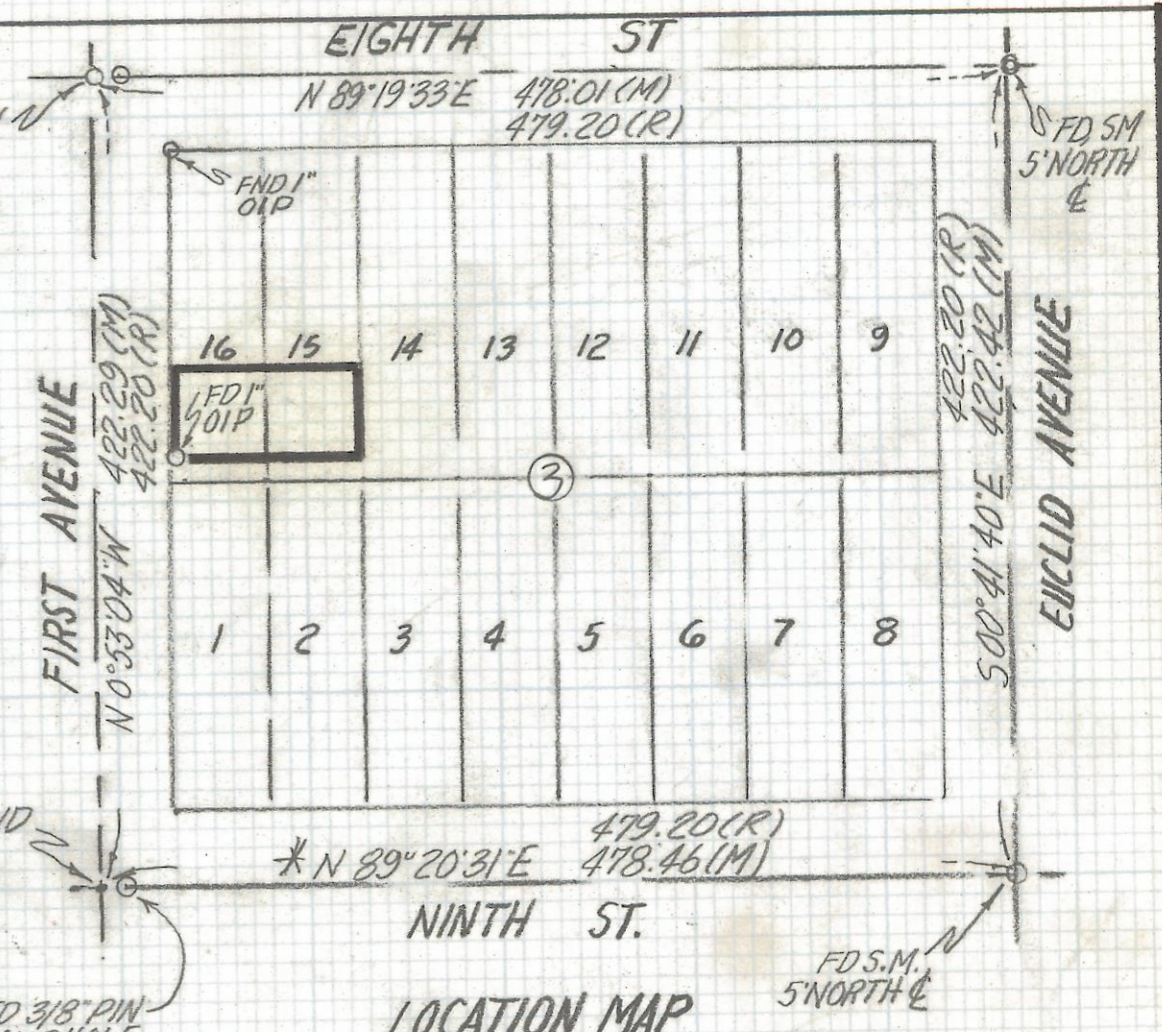 EIGHTH ST
N 89°19'33"E 478.01 (M)
479.20 (R)
FD, SM
5' NORTH
℄
FND 1"
OIP
422.29 (M)
422.20 (R)
FIRST AVENUE
N 0°53'04"W
16 15 14 13 12 11 10 9
FD 1"
OIP
3
422.20 (R)
S 00°41'40"E 422.42 (M)
EUCLID AVENUE
1 2 3 4 5 6 7 8
479.20 (R)
* N 89°20'31"E 478.46 (M)
NINTH ST.
FD S.M.
5' NORTH ℄
3/8" PIN
LOCATION MAP